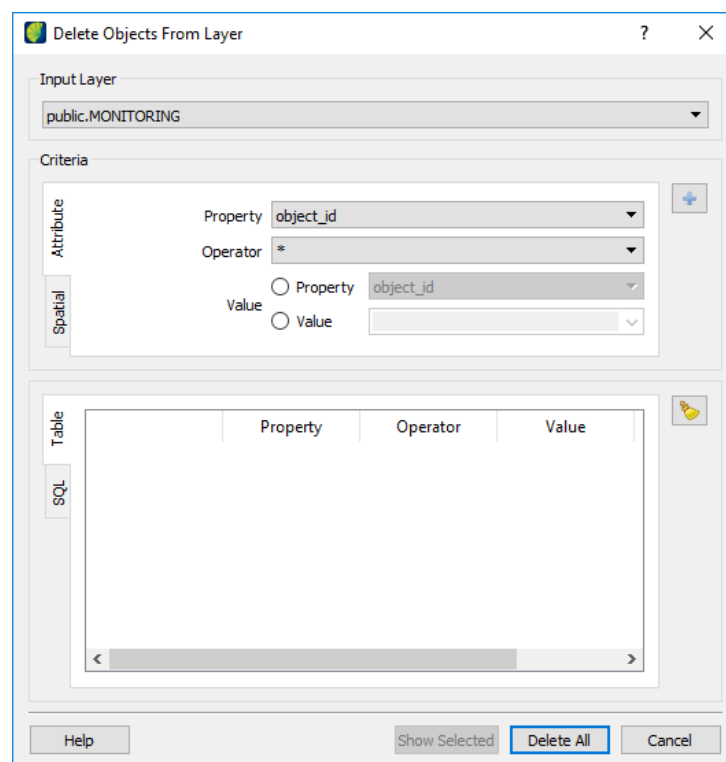 Delete Objects From Layer ? X
Input Layer
public.MONITORING
Criteria
Attribute
Spatial
Property object_id
Operator *
Value
Property object_id
Value
Table
SQL
Property Operator Value
Help Show Selected Delete All Cancel